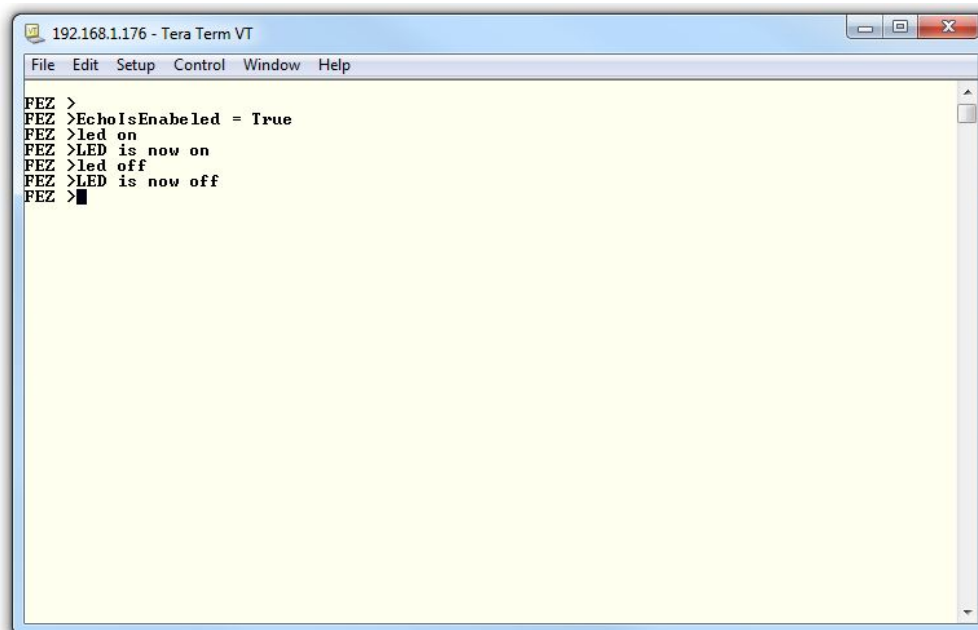 192.168.1.176 - Tera Term VT
File Edit Setup Control Window Help
FEZ >
FEZ >EchoIsEnabeled = True
FEZ >led on
FEZ >LED is now on
FEZ >led off
FEZ >LED is now off
FEZ >